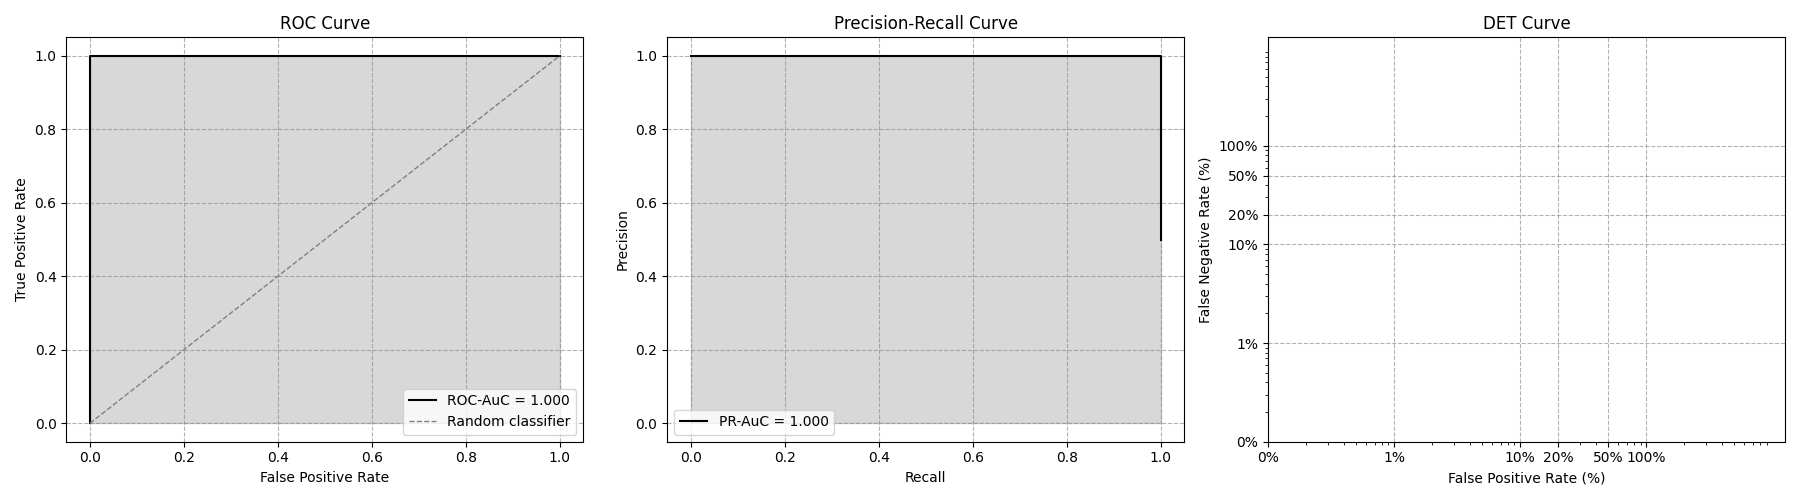 ROC Curve
1.0
0.8
0.6
0.4
0.2
0.0
True Positive Rate
ROC-AuC = 1.000
Random classifier
0.0 0.2 0.4 0.6 0.8 1.0
False Positive Rate
Precision-Recall Curve
1.0
0.8
0.6
0.4
0.2
0.0
Precision
PR-AuC = 1.000
0.0 0.2 0.4 0.6 0.8 1.0
Recall
DET Curve
100%
50%
20%
10%
1%
0%
False Negative Rate (%)
0% 1% 10% 20% 50% 100%
False Positive Rate (%)